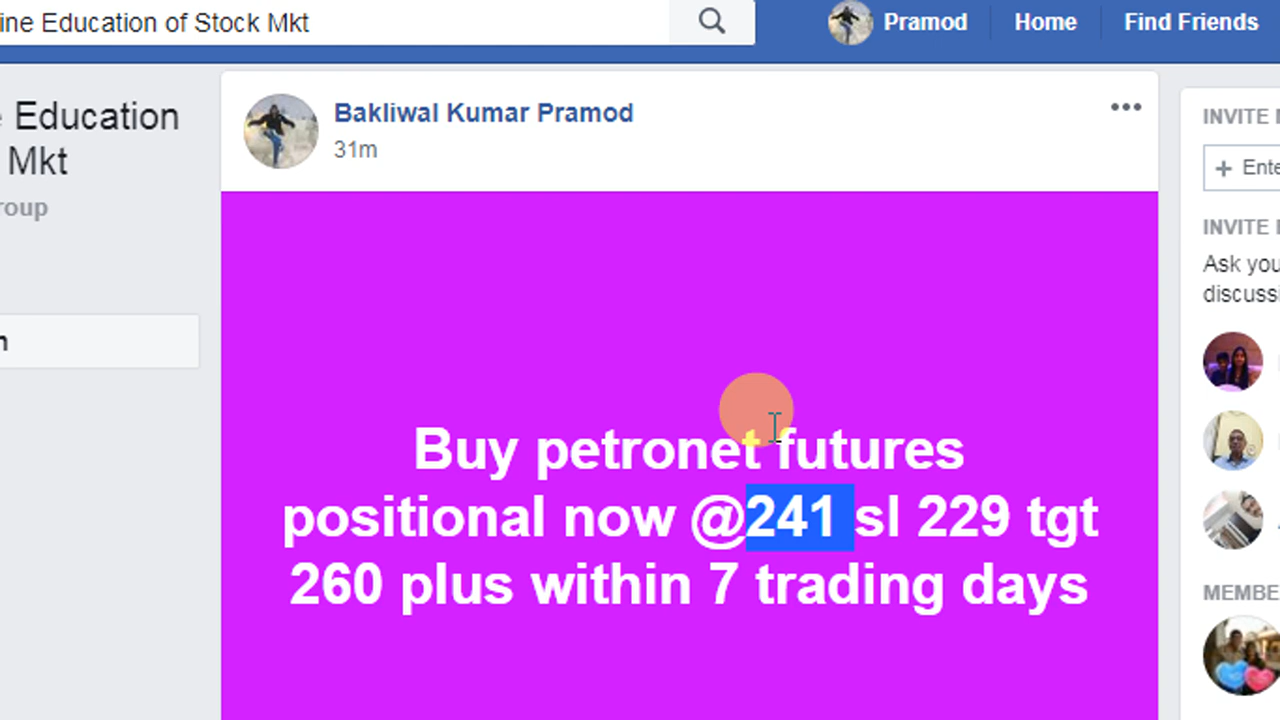 ine Education of Stock Mkt
Pramod
Home
Find Friends
Education
Mkt
roup
Bakliwal Kumar Pramod
31m
Buy petronet futures
positional now @241 sl 229 tgt
260 plus within 7 trading days
INVITE
+ Ente
INVITE
Ask you
discussi
MEMBE